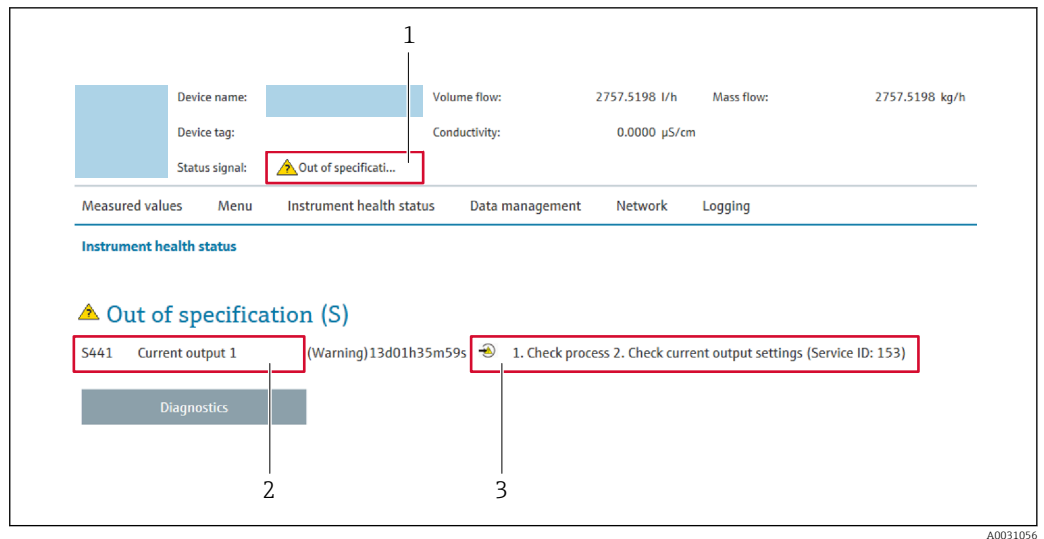 1
Device name: Volume flow: 2757.5198 l/h Mass flow: 2757.5198 kg/h
Device tag: Conductivity: 0.0000 µS/cm
Status signal: Out of specificati...
Measured values Menu Instrument health status Data management Network Logging
Instrument health status
Out of specification (S)
S441 Current output 1 (Warning)13d01h35m59s 1. Check process 2. Check current output settings (Service ID: 153)
Diagnostics
2 3
A0031056